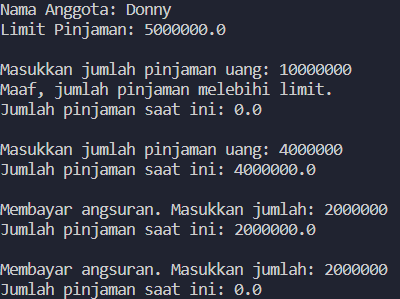 Nama Anggota: Donny
Limit Pinjaman: 5000000.0

Masukkan jumlah pinjaman uang: 10000000
Maaf, jumlah pinjaman melebihi limit.
Jumlah pinjaman saat ini: 0.0

Masukkan jumlah pinjaman uang: 4000000
Jumlah pinjaman saat ini: 4000000.0

Membayar angsuran. Masukkan jumlah: 2000000
Jumlah pinjaman saat ini: 2000000.0

Membayar angsuran. Masukkan jumlah: 2000000
Jumlah pinjaman saat ini: 0.0